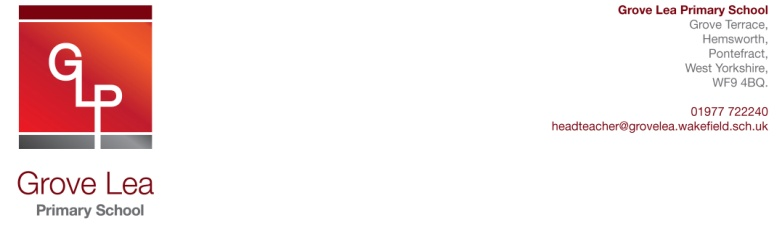 GLP
Grove Lea
Primary School
Grove Lea Primary School
Grove Terrace,
Hemsworth,
Pontefract,
West Yorkshire,
WF9 4BQ.
01977 722240
headteacher@grovelea.wakefield.sch.uk